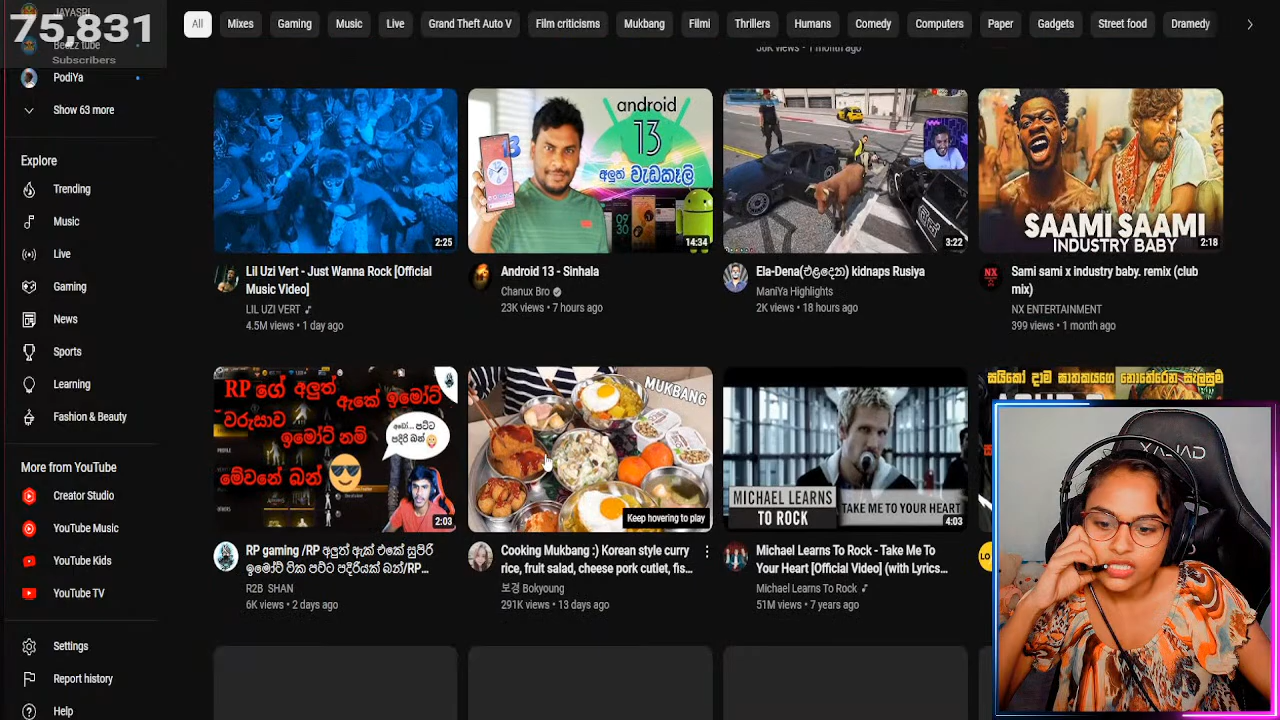 JAYASRI
75,831
Beatz tube
Subscribers
PodiYa
Show 63 more
Explore
Trending
Music
Live
Gaming
News
Sports
Learning
Fashion & Beauty
More from YouTube
Creator Studio
YouTube Music
YouTube Kids
YouTube TV
Settings
Report history
Help
All Mixes Gaming Music Live Grand Theft Auto V Film criticisms Mukbang Filmi Thrillers Humans Comedy Computers Paper Gadgets Street food Dramedy
views • 1 month ago
2:25
Lil Uzi Vert - Just Wanna Rock [Official
Music Video]
LIL UZI VERT
4.5M views • 1 day ago
android
13
13
අලුත් වැඩකෑලි
14:34
Android 13 - Sinhala
Chanux Bro
23K views • 7 hours ago
3:22
Ela-Dena(එළදෙන) kidnaps Rusiya
ManiYa Highlights
2K views • 18 hours ago
SAAMI SAAMI
INDUSTRY BABY
2:18
NX
Sami sami x industry baby. remix (club
mix)
NX ENTERTAINMENT
399 views • 1 month ago
RP ගේ අලුත් ඇකේ ඉමෝට්
වරුසාව
ඉමෝට් නම්
මේවනේ බන්
පට්ට
පදිරි බන්
2:03
RP gaming /RP අලුත් ඇක් එකේ සුපිරි
ඉමෝට් ටික පට්ට පදිරියක් බන්/RP...
R2B SHAN
6K views • 2 days ago
MUKBANG
Keep hovering to play
Cooking Mukbang :) Korean style curry
rice, fruit salad, cheese pork cutlet, fis...
보경 Bokyoung
291K views • 13 days ago
MICHAEL LEARNS
TO ROCK
TAKE ME TO YOUR HEART
4:03
Michael Learns To Rock - Take Me To
Your Heart [Official Video] (with Lyrics...
Michael Learns To Rock
51M views • 7 years ago
සයිකෝ දාම ඝාතකයගෙ නොතේරෙන සැලසුම
LO